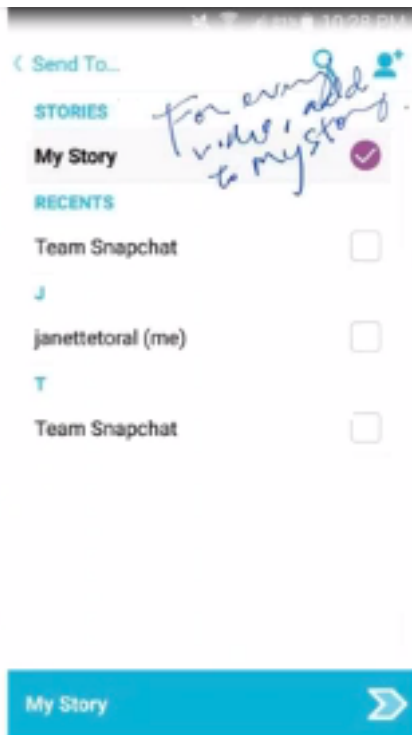 10:28 PM
Send To...
STORIES
For every
video, add
to my story.
My Story
RECENTS
Team Snapchat
J
janettetoral (me)
T
Team Snapchat
My Story